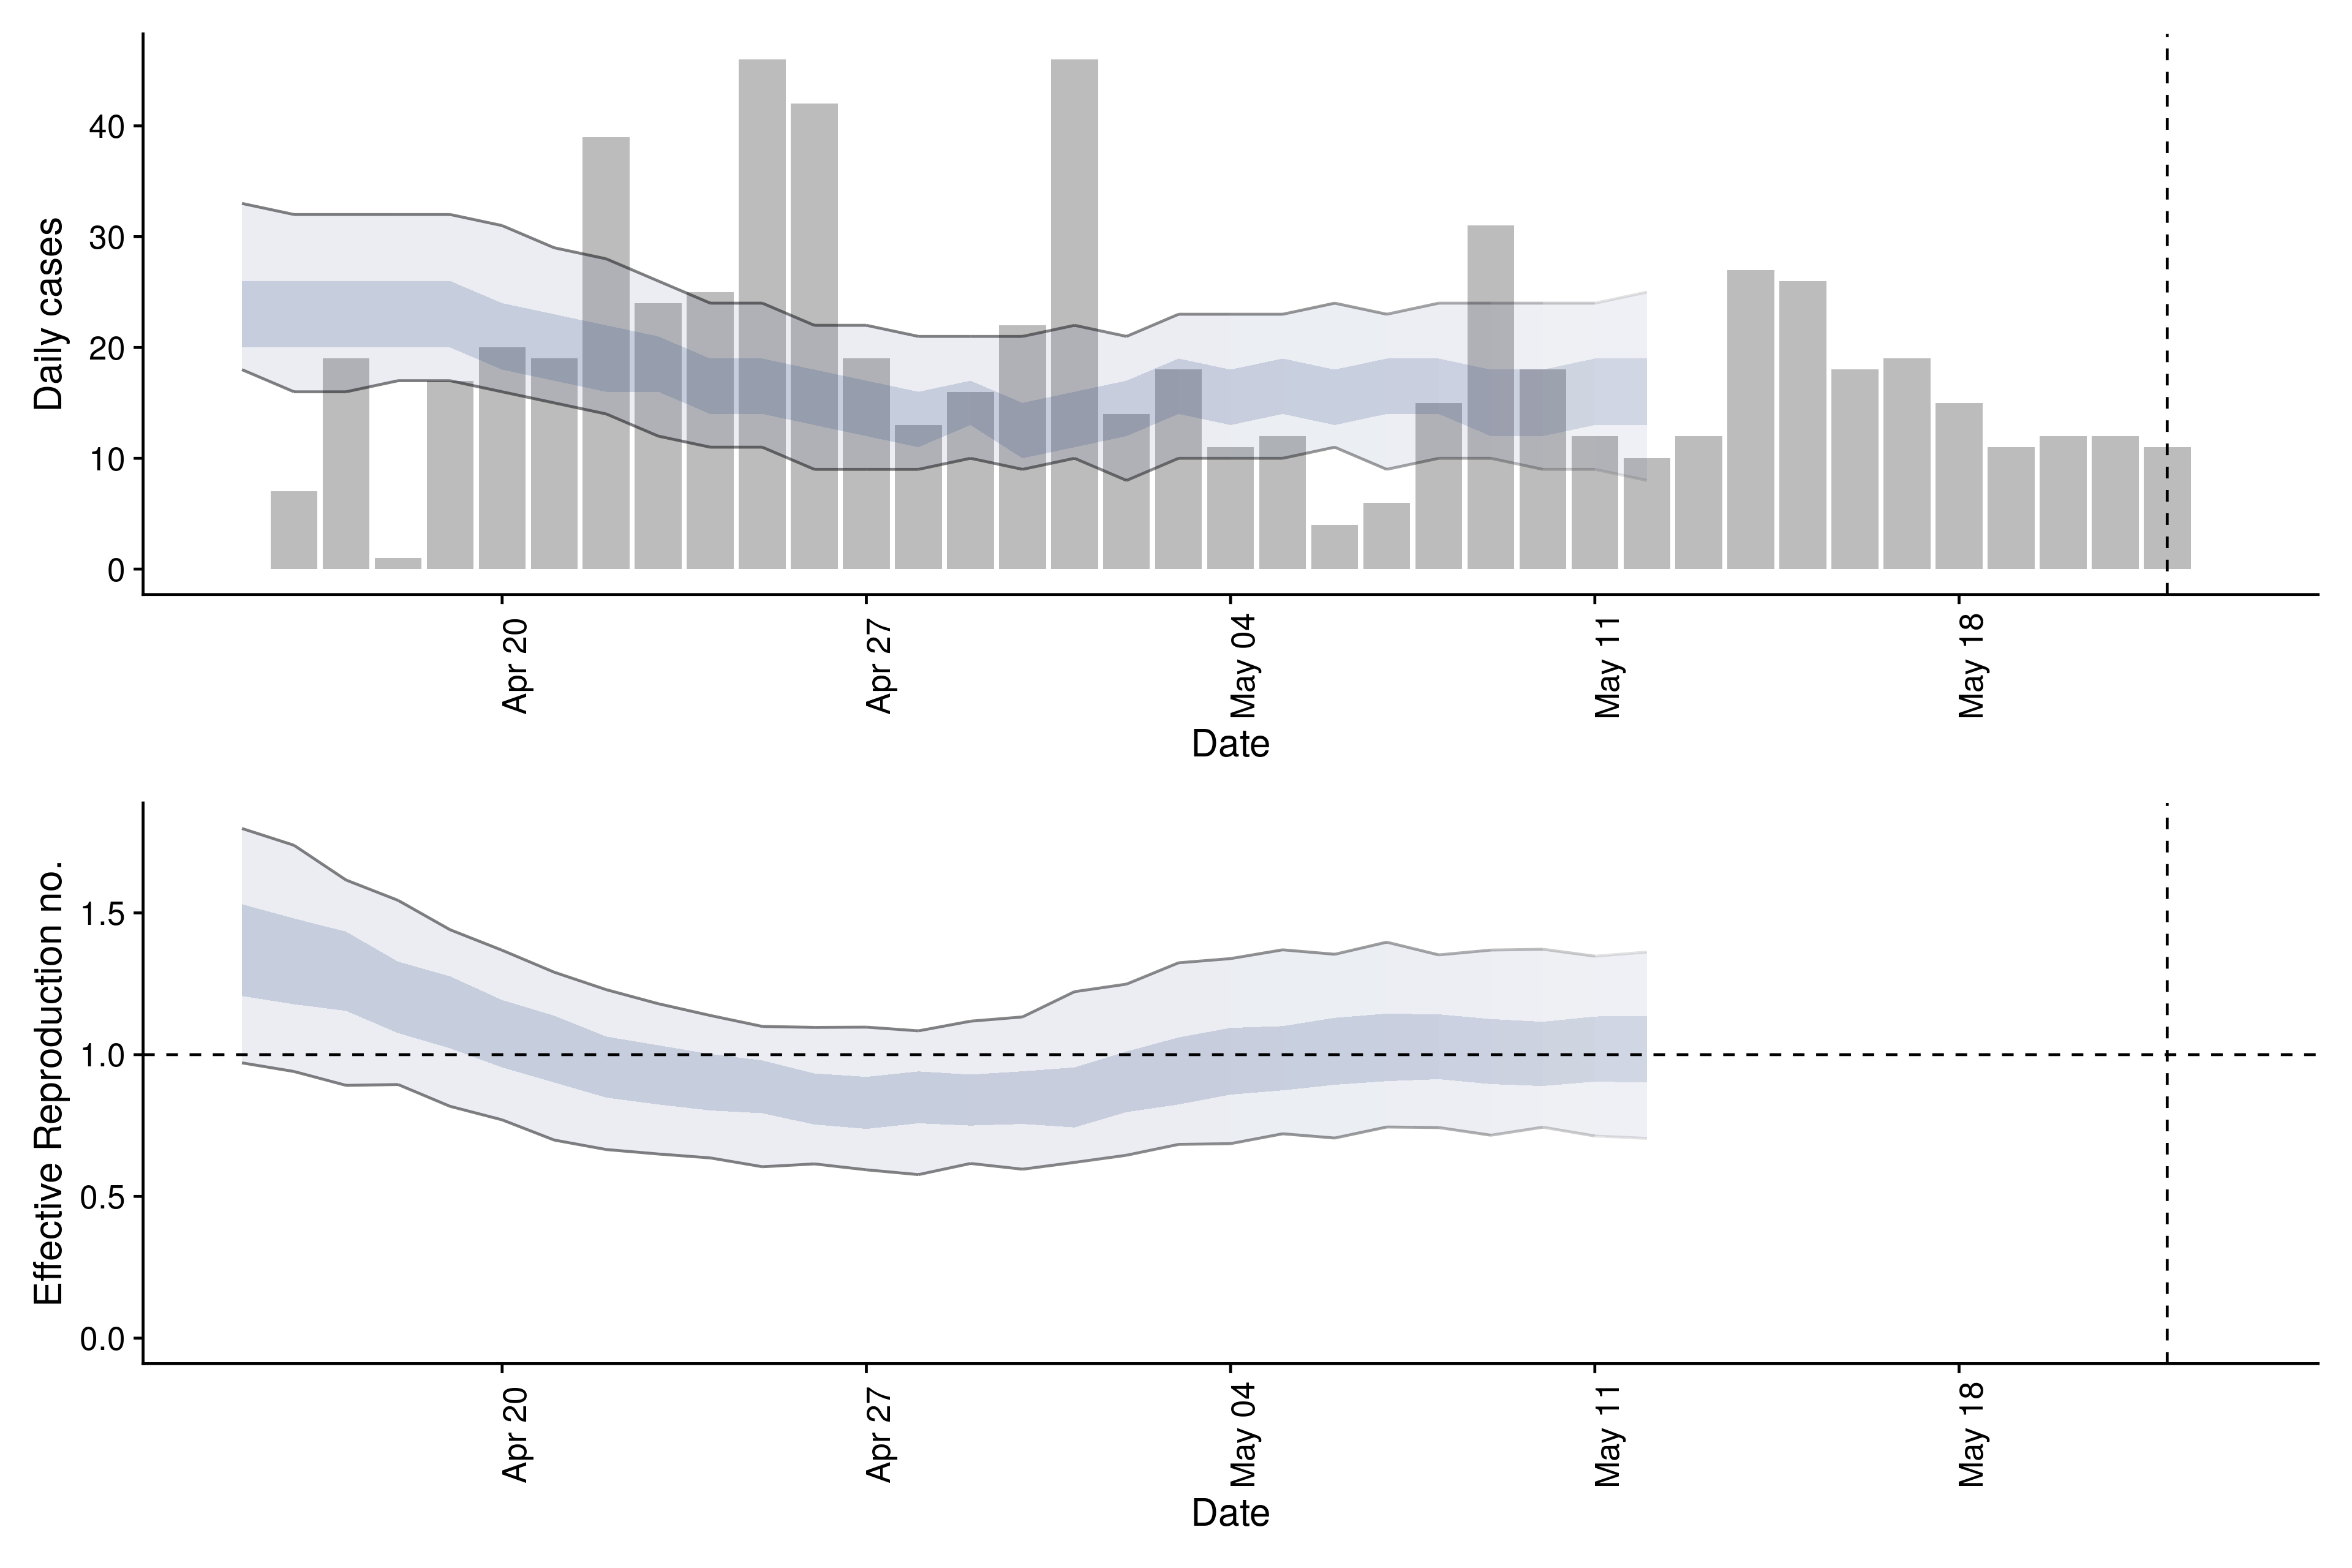 Daily cases
40
30
20
10
0
Apr 20
Apr 27
May 04
May 11
May 18
Date
Effective Reproduction no.
1.5
1.0
0.5
0.0
Apr 20
Apr 27
May 04
May 11
May 18
Date